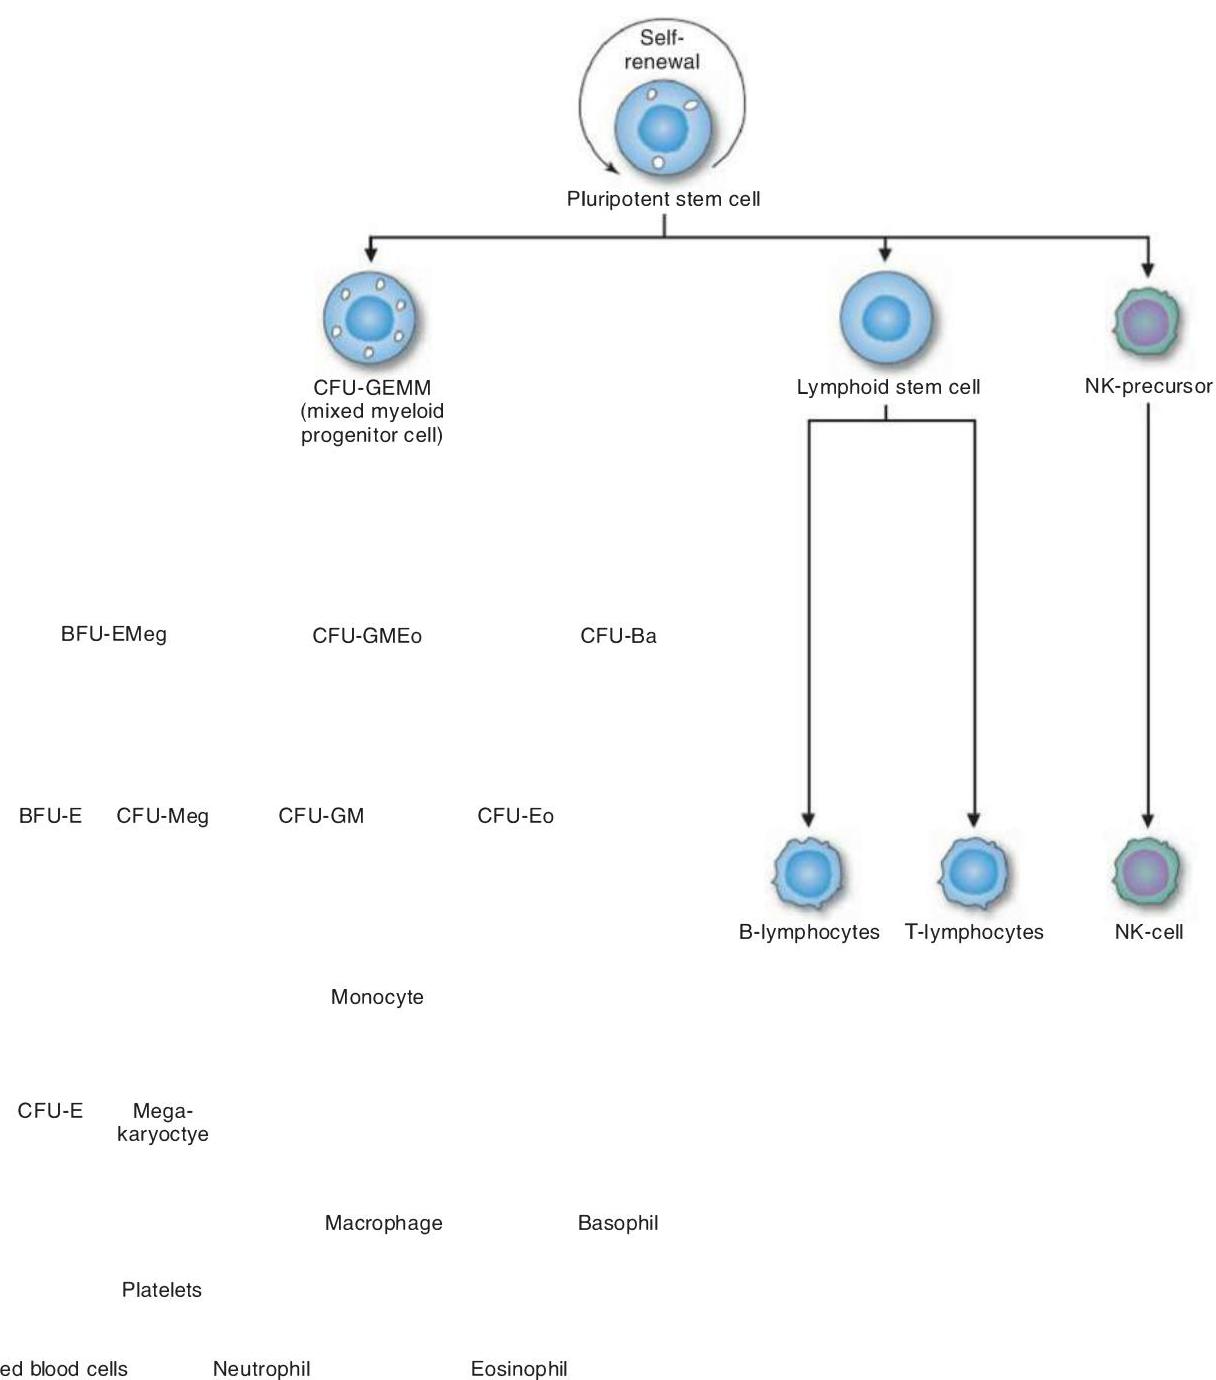 Self-
renewal
Pluripotent stem cell
CFU-GEMM
(mixed myeloid
progenitor cell)
Lymphoid stem cell
NK-precursor
BFU-EMeg
CFU-GMEo
CFU-Ba
BFU-E
CFU-Meg
CFU-GM
CFU-Eo
B-lymphocytes
T-lymphocytes
NK-cell
Monocyte
CFU-E
Mega-
karyoctye
Macrophage
Basophil
Platelets
ed blood cells
Neutrophil
Eosinophil